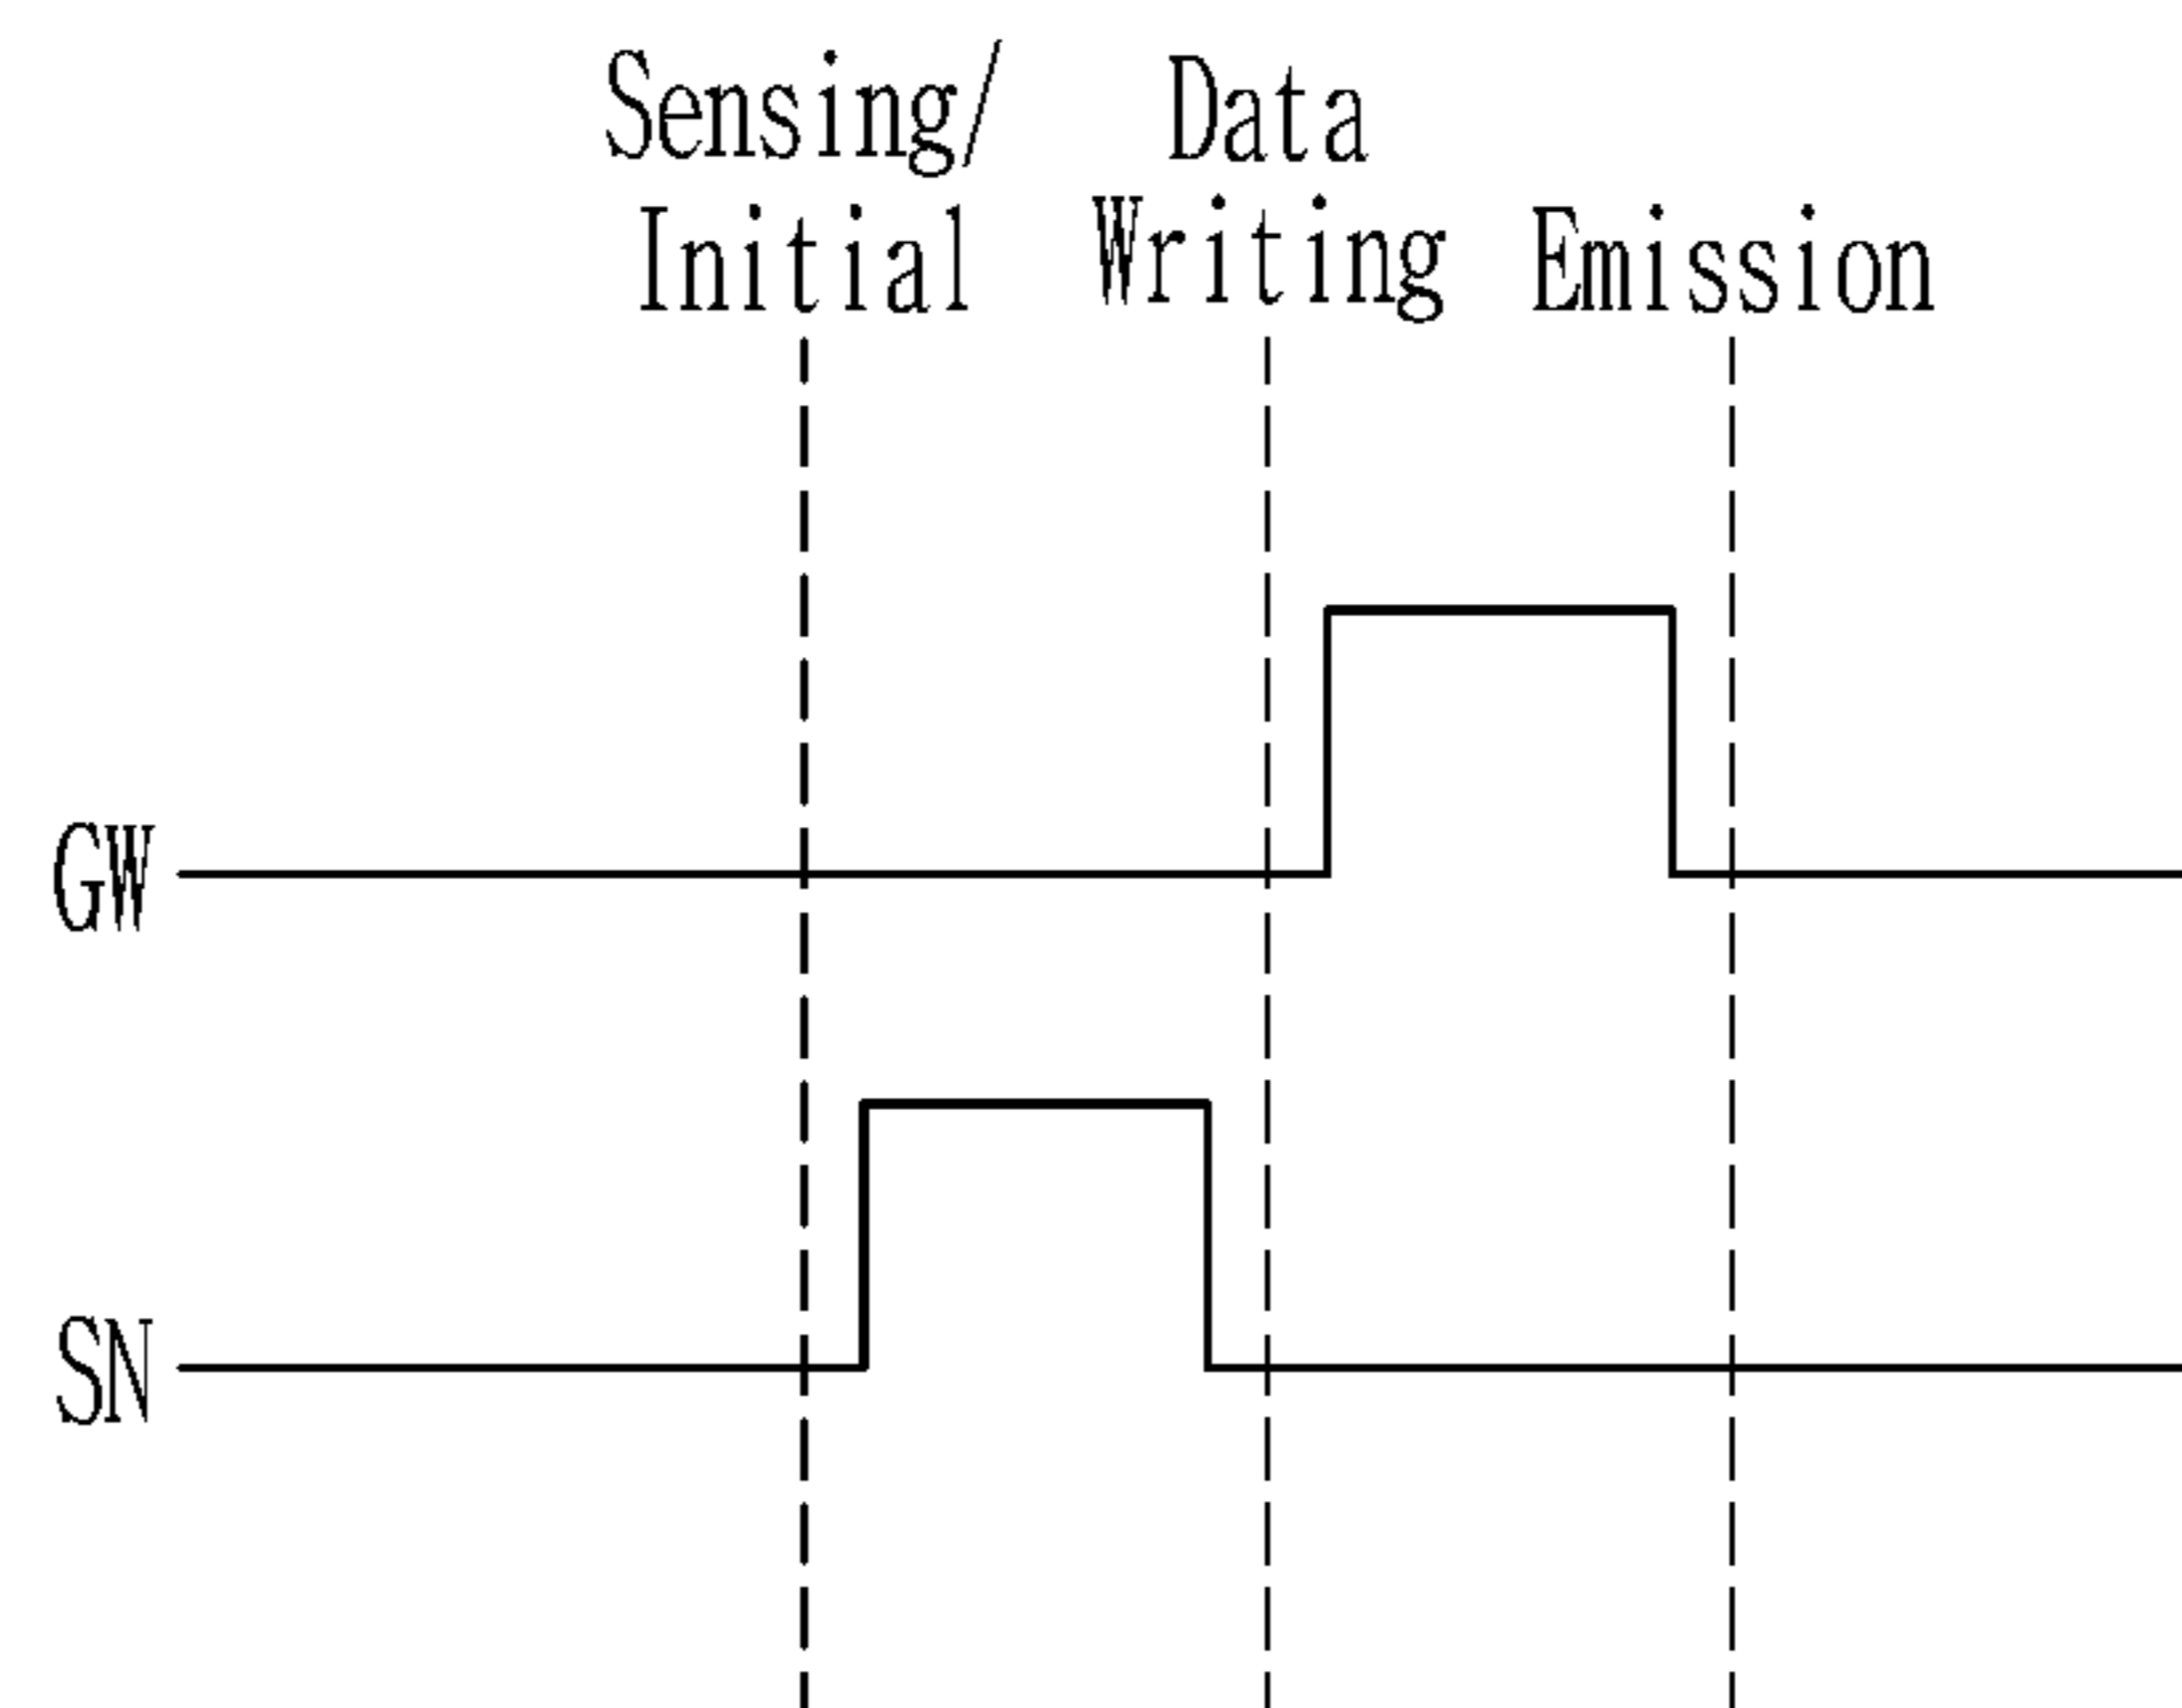 Sensing/
Initial
Data
Writing
Emission
GW
SN